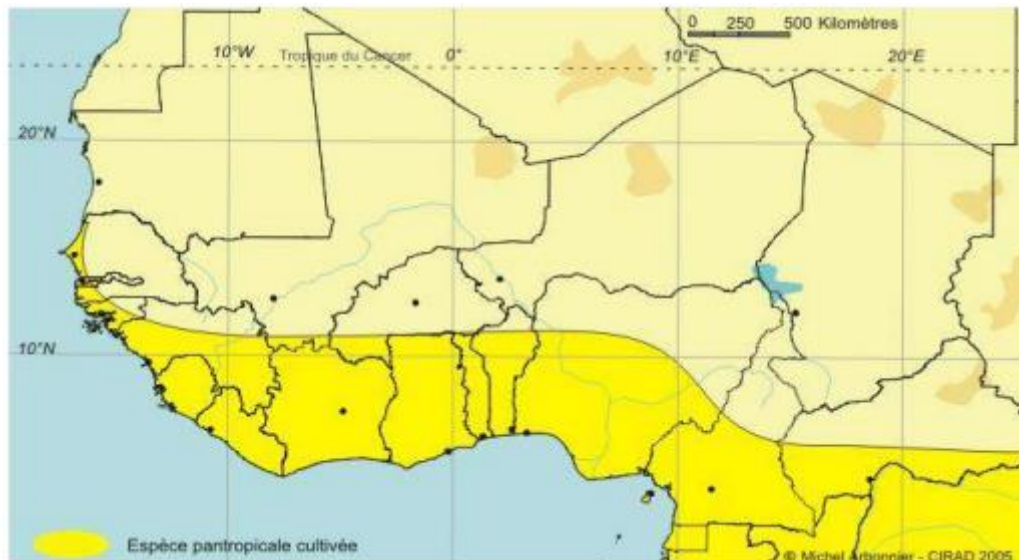 0 250 500 Kilomètres
10°W Tropique du Cancer 0° 10°E 20°E
20°N
10°N
Espèce pantropicale cultivée
© Michel Arbonnier - CIRAD 2005